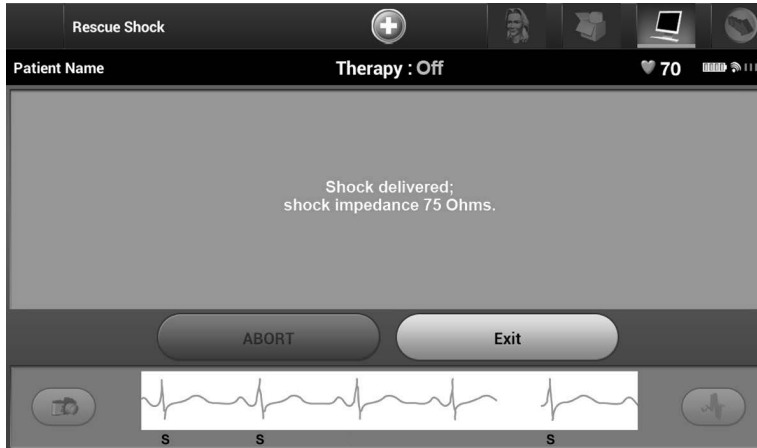 Rescue Shock
Patient Name
Therapy : Off
70
Shock delivered;
shock impedance 75 Ohms.
ABORT
Exit
S S S